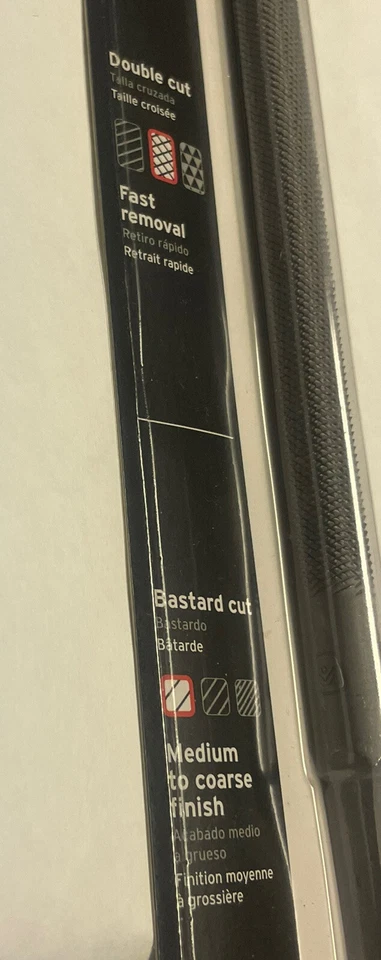 Double cut
Talla cruzada
Taille croisée
Fast
removal
Retiro rápido
Retrait rapide
Bastard cut
Bastardo
Bâtarde
Medium
to coarse
finish
Acabado medio
a grueso
Finition moyenne
à grossière